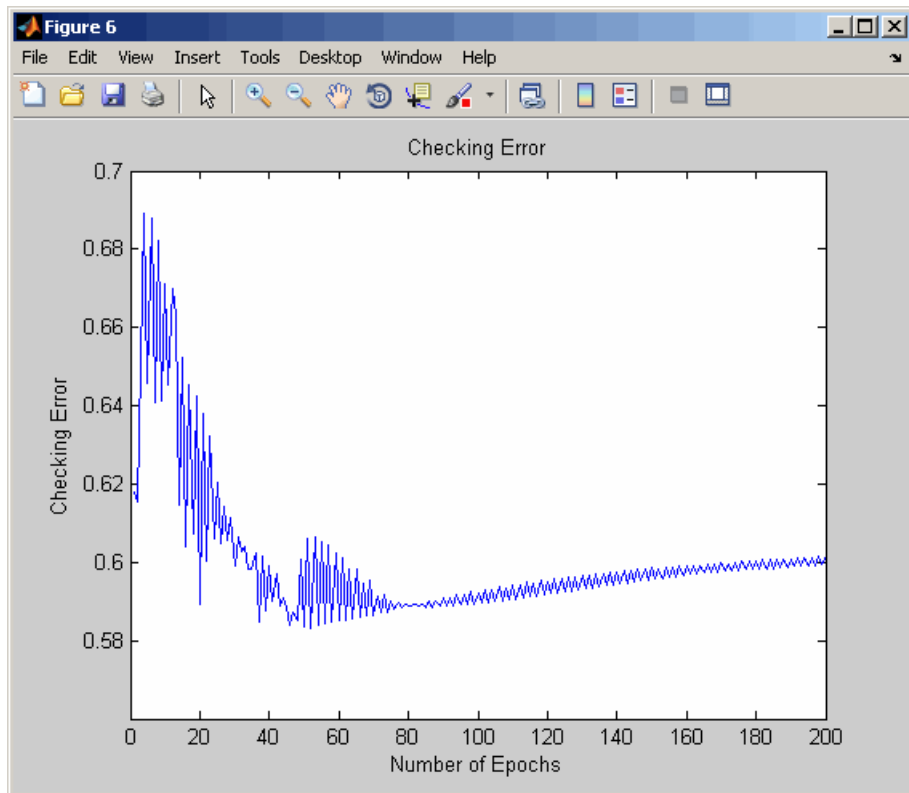 Figure 6
File Edit View Insert Tools Desktop Window Help
Checking Error
0.7
0.68
0.66
0.64
0.62
0.6
0.58
Checking Error
0 20 40 60 80 100 120 140 160 180 200
Number of Epochs